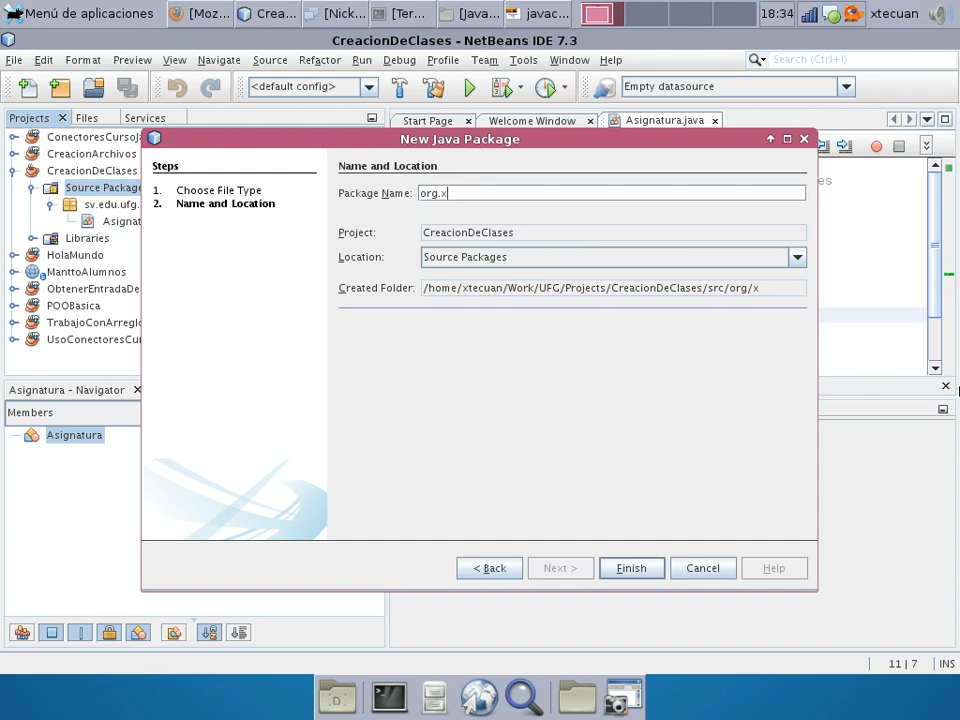 Menú de aplicaciones
[Moz...
Crea...
[Nick...
[Ter...
[Java...
javac...
18:34
xtecuan
CreacionDeClases - NetBeans IDE 7.3
File Edit Format Preview View Navigate Source Refactor Run Debug Profile Team Tools Window Help
Search (Ctrl+I)
<default config>
Empty datasource
Projects Files Services
Start Page Welcome Window Asignatura.java
ConectoresCurso
CreacionArchivos
CreacionDeClases
Source Package
sv.edu.ufg.
Asignat
Libraries
HolaMundo
ManttoAlumnos
ObtenerEntradaDe
POOBasica
TrabajoConArregl
UsoConectoresCu
es
New Java Package
Steps
1. Choose File Type
2. Name and Location
Name and Location
Package Name: org.x
Project: CreacionDeClases
Location: Source Packages
Created Folder: /home/xtecuan/Work/UFG/Projects/CreacionDeClases/src/org/x
< Back Next > Finish Cancel Help
Asignatura - Navigator
Members
Asignatura
11 | 7 INS